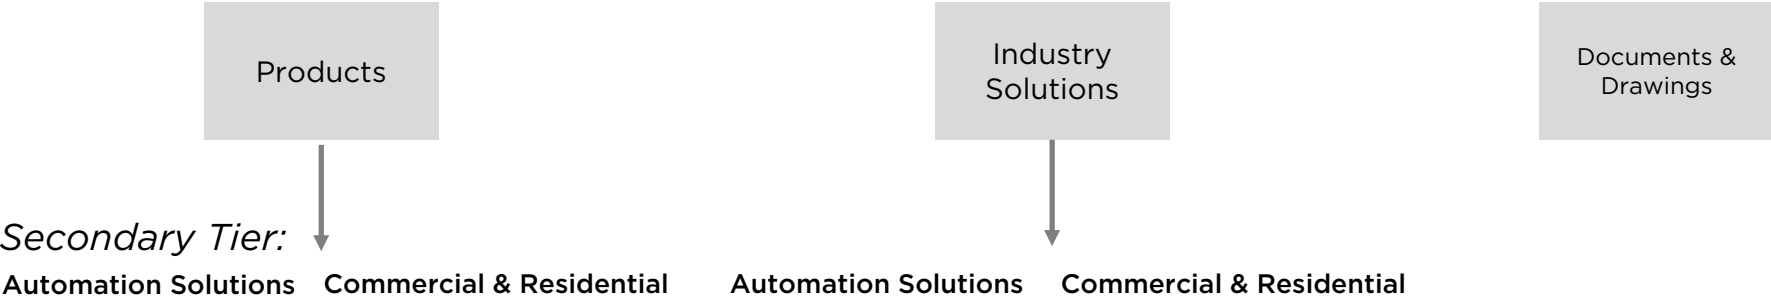 Products
Industry
Solutions
Documents &
Drawings
Secondary Tier:
Automation Solutions
Commercial & Residential
Automation Solutions
Commercial & Residential